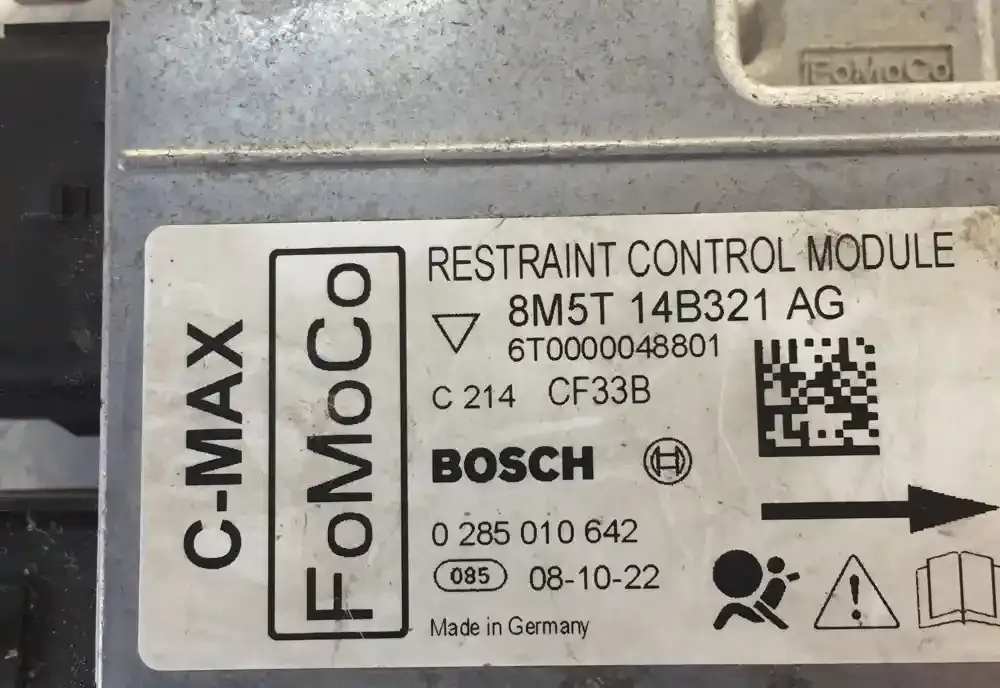 FoMoCo
C-MAX
FoMoCo
RESTRAINT CONTROL MODULE
8M5T 14B321 AG
6T0000048801
C 214 CF33B
BOSCH
0 285 010 642
085 08-10-22
Made in Germany